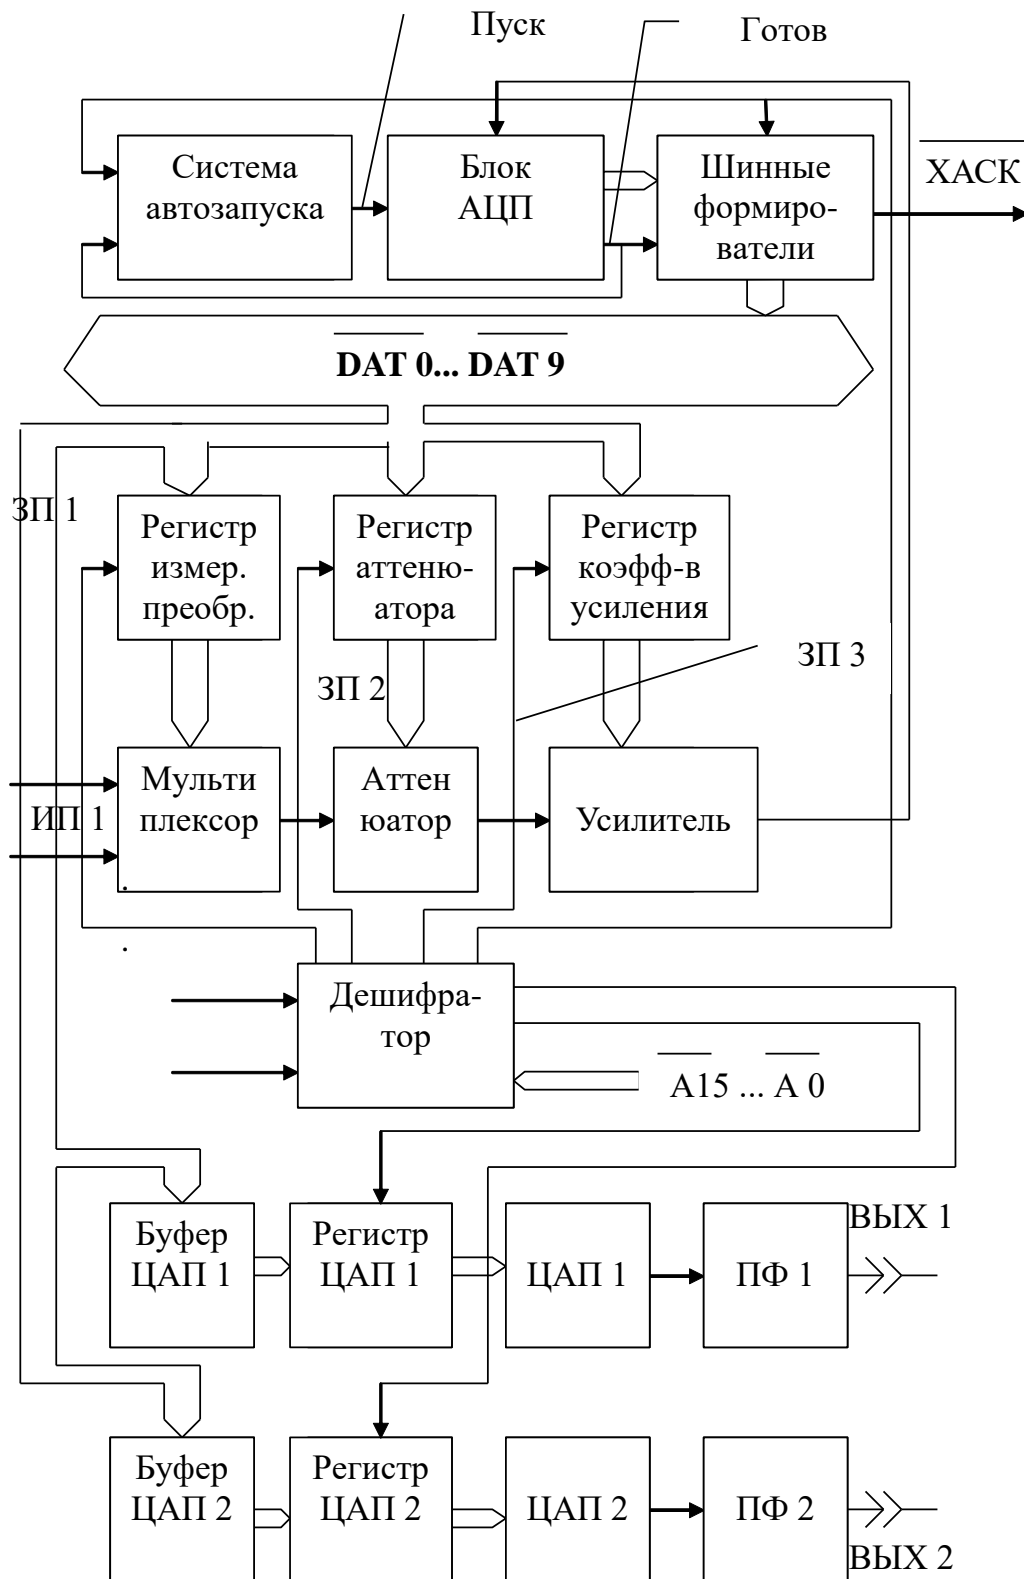 Пуск
Готов
Система
автозапуска
Блок
АЦП
Шинные
формиро-
ватели
ХАСК
DAT 0... DAT 9
ЗП 1
Регистр
измер.
преобр.
Регистр
аттеню-
атора
Регистр
коэфф-в
усиления
ЗП 2
ЗП 3
Мульти
плексор
Аттен
юатор
Усилитель
ИП 1
.
.
Дешифра-
тор
А15 ... А 0
Буфер
ЦАП 1
Регистр
ЦАП 1
ЦАП 1
ПФ 1
ВЫХ 1
Буфер
ЦАП 2
Регистр
ЦАП 2
ЦАП 2
ПФ 2
ВЫХ 2